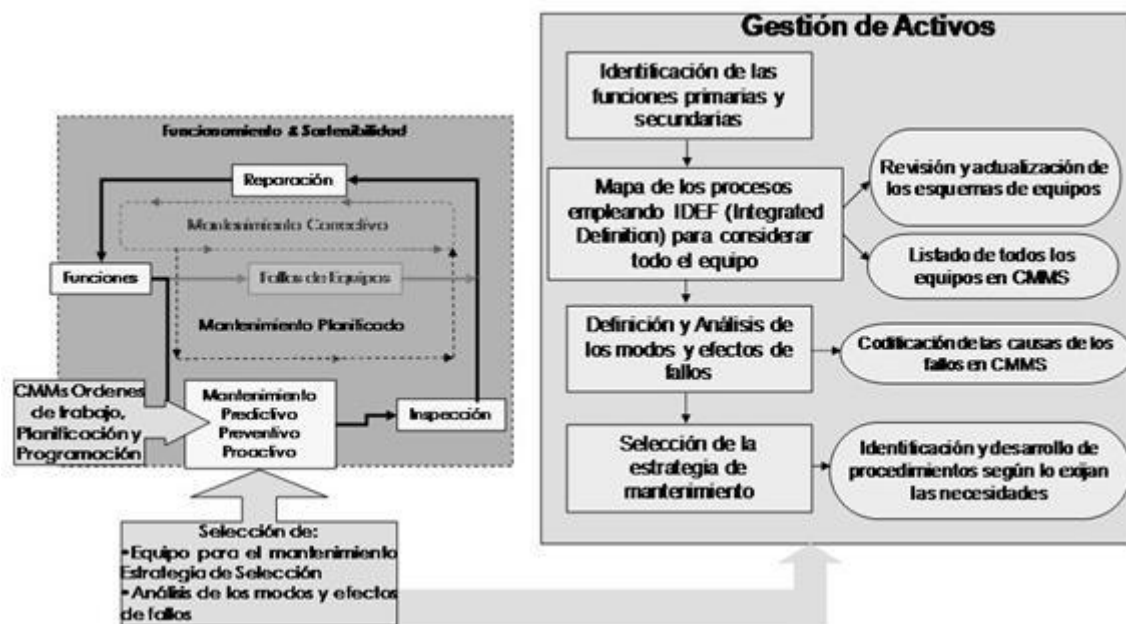 Funcionamiento & Sostenibilidad
Reparación
Mantenimiento Correctivo
Funciones
Fallos de Equipos
Mantenimiento Planificado
CMMs Ordenes
de trabajo,
Planificación y
Programación
Mantenimiento
Predictivo
Preventivo
Proactivo
Inspección
Selección de:
•Equipo para el mantenimiento
Estrategia de Selección
•Análisis de los modos y efectos
de fallos
Gestión de Activos
Identificación de las
funciones primarias y
secundarias
Mapa de los procesos
empleando IDEF (Integrated
Definition) para considerar
todo el equipo
Revisión y actualización de
los esquemas de equipos
Listado de todos los
equipos en CMMS
Definición y Análisis de
los modos y efectos de
fallos
Codificación de las causas de los
fallos en CMMS
Selección de la
estrategia de
mantenimiento
Identificación y desarrollo de
procedimientos según lo exijan
las necesidades